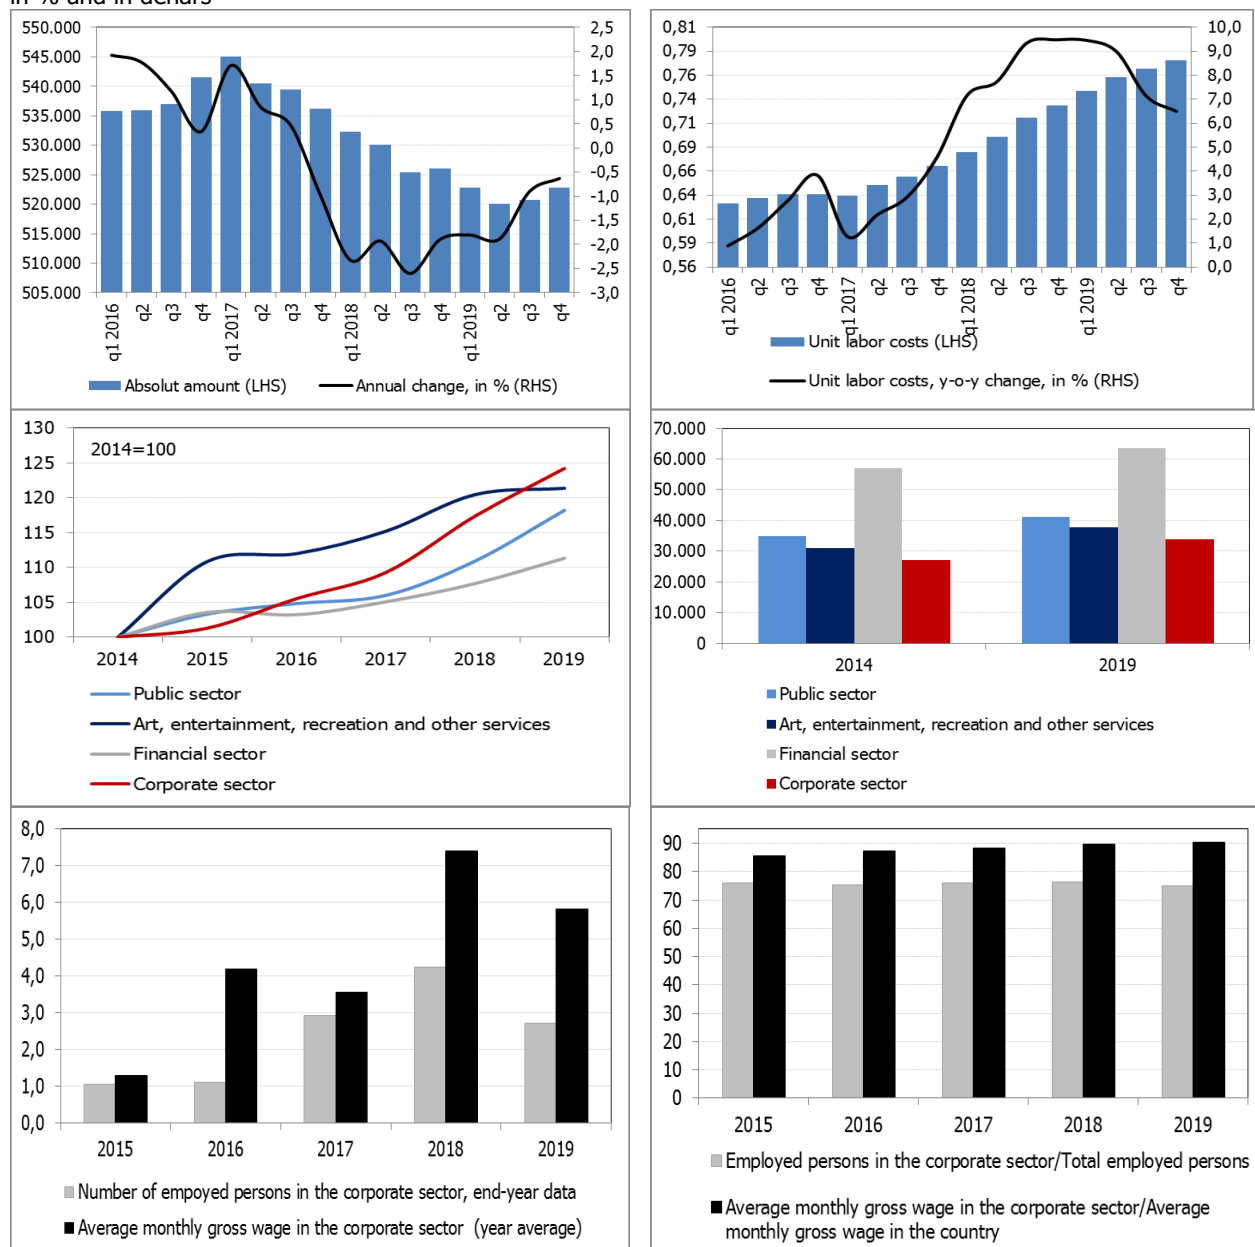 in % and in denars
550.000
545.000
540.000
535.000
530.000
525.000
520.000
515.000
510.000
505.000
2,5
2,0
1,5
1,0
0,5
0,0
-0,5
-1,0
-1,5
-2,0
-2,5
-3,0
q1 2016
q2
q3
q4
q1 2017
q2
q3
q4
q1 2018
q2
q3
q4
q1 2019
q2
q3
q4
Absolut amount (LHS)
Annual change, in % (RHS)
0,81
0,79
0,76
0,74
0,71
0,69
0,66
0,64
0,61
0,59
0,56
10,0
9,0
8,0
7,0
6,0
5,0
4,0
3,0
2,0
1,0
0,0
q1 2016
q2
q3
q4
q1 2017
q2
q3
q4
q1 2018
q2
q3
q4
q1 2019
q2
q3
q4
Unit labor costs (LHS)
Unit labor costs, y-o-y change, in % (RHS)
130
125
120
115
110
105
100
2014=100
2014 2015 2016 2017 2018 2019
Public sector
Art, entertainment, recreation and other services
Financial sector
Corporate sector
70.000
60.000
50.000
40.000
30.000
20.000
10.000
0
2014 2019
Public sector
Art, entertainment, recreation and other services
Financial sector
Corporate sector
8,0
7,0
6,0
5,0
4,0
3,0
2,0
1,0
0,0
2015 2016 2017 2018 2019
Number of empoyed persons in the corporate sector, end-year data
Average monthly gross wage in the corporate sector (year average)
90
80
70
60
50
40
30
20
10
0
2015 2016 2017 2018 2019
Employed persons in the corporate sector/Total employed persons
Average monthly gross wage in the corporate sector/Average
monthly gross wage in the country